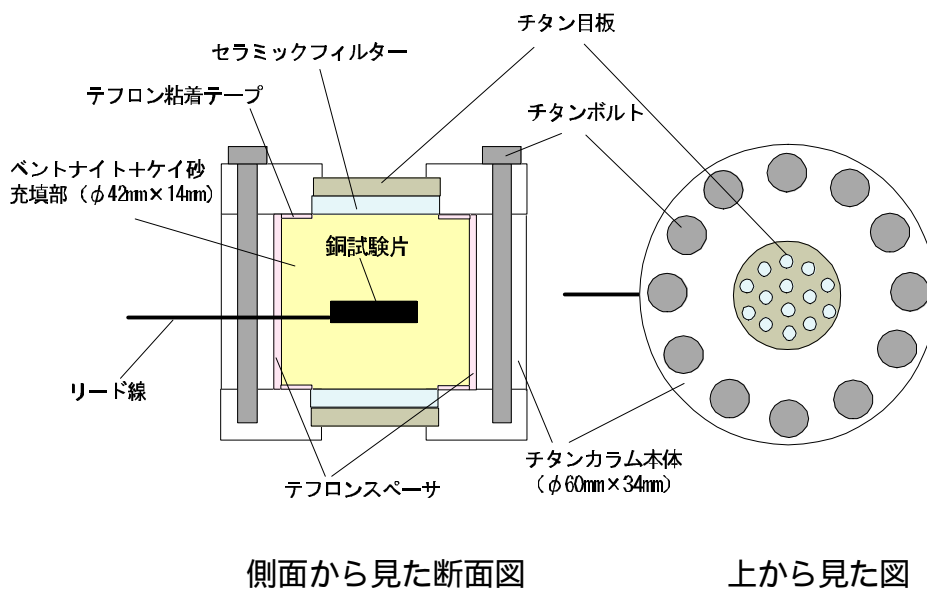 チタン目板
セラミックフィルター
テフロン粘着テープ
チタンボルト
ベントナイト＋ケイ砂
充填部（φ42mm×14mm）
銅試験片
リード線
チタンカラム本体
（φ60mm×34mm）
テフロンスペーサ
側面から見た断面図
上から見た図